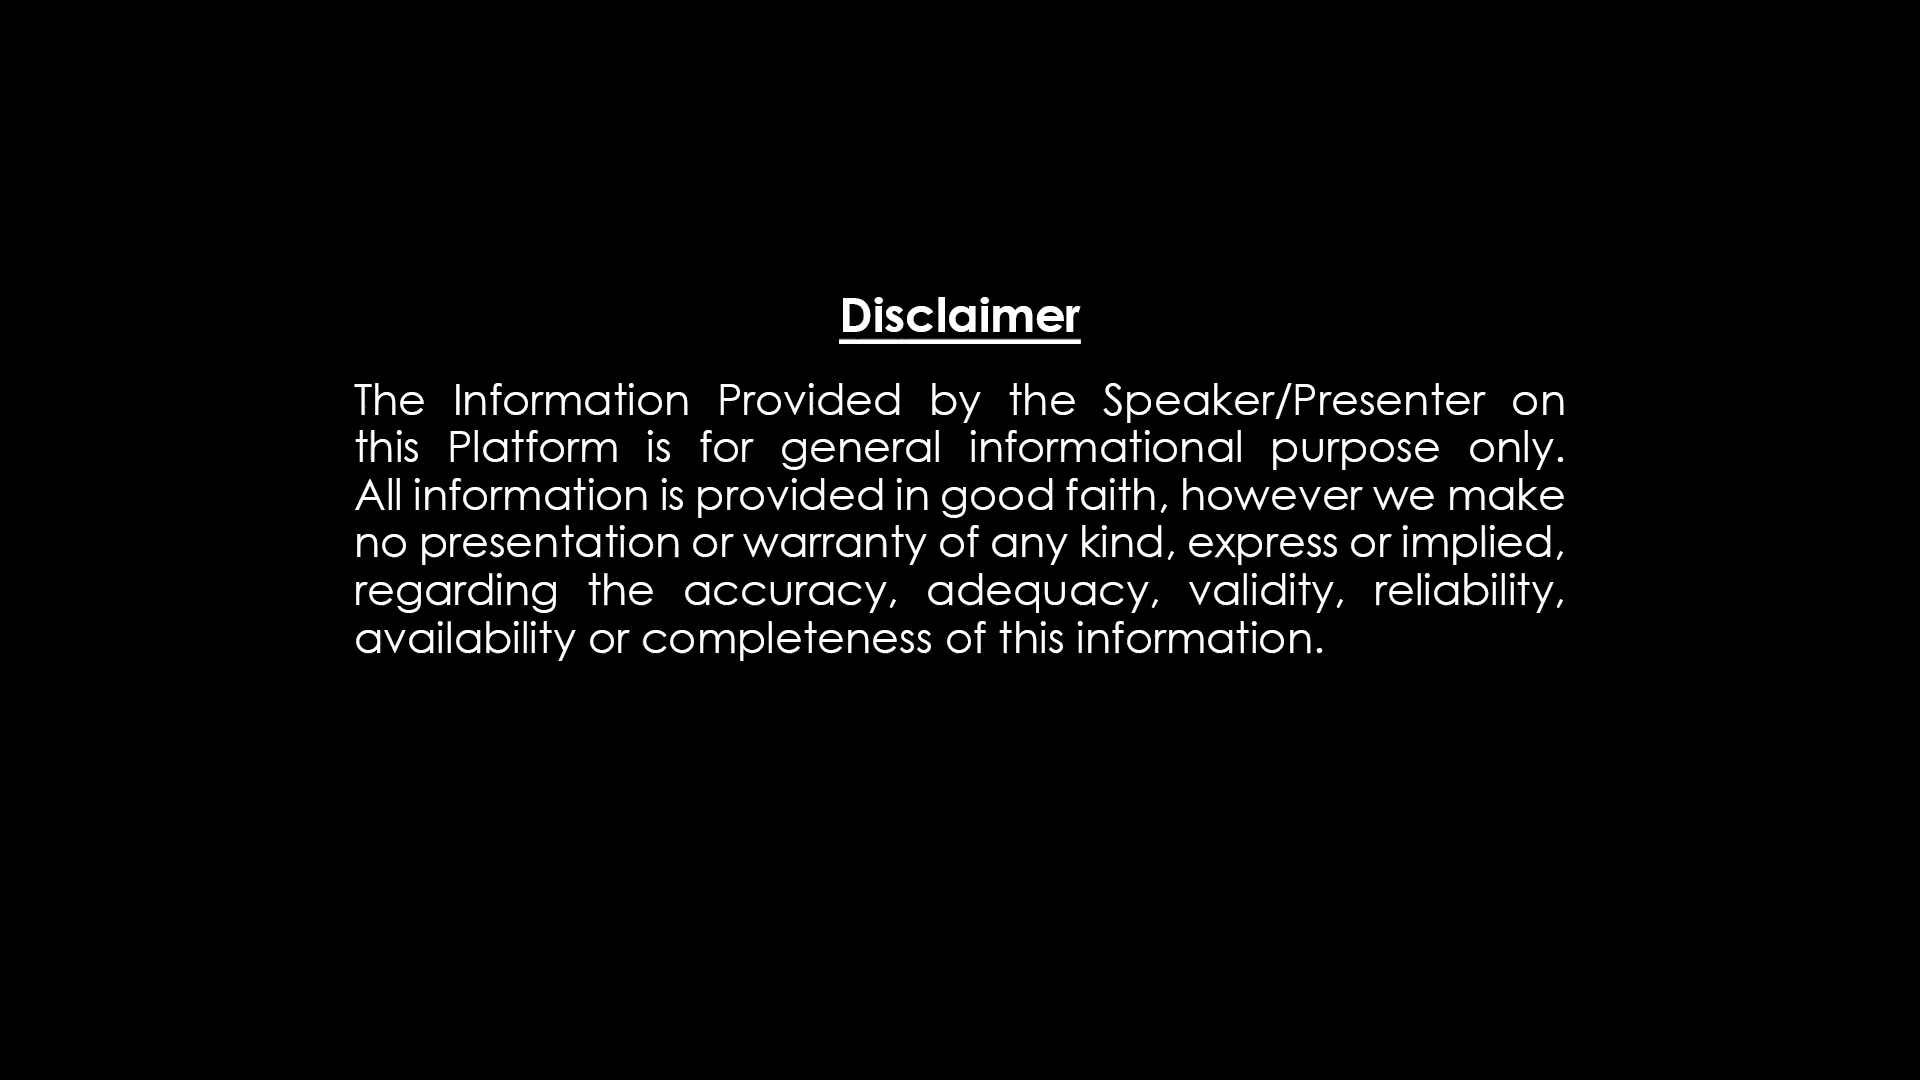 Disclaimer
The Information Provided by the Speaker/Presenter on
this Platform is for general informational purpose only.
All information is provided in good faith, however we make
no presentation or warranty of any kind, express or implied,
regarding the accuracy, adequacy, validity, reliability,
availability or completeness of this information.